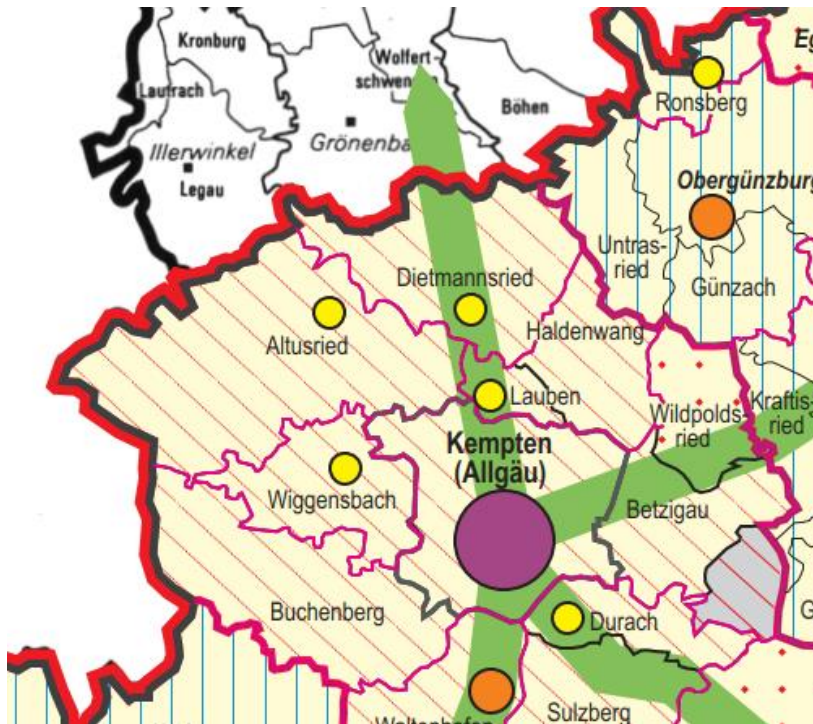 Kronburg
Wolfert-
schwen
Lautrach
Böhen
Illerwinkel
Grönenba
Legau
Ronsberg
Obergünzburg
Untras-
ried
Günzach
Dietmannsried
Haldenwang
Altusried
Lauben
Wildpolds-
ried
Kraftis-
ried
Kempten
(Allgäu)
Wiggensbach
Betzigau
Buchenberg
Durach
Sulzberg
Waltenhofen